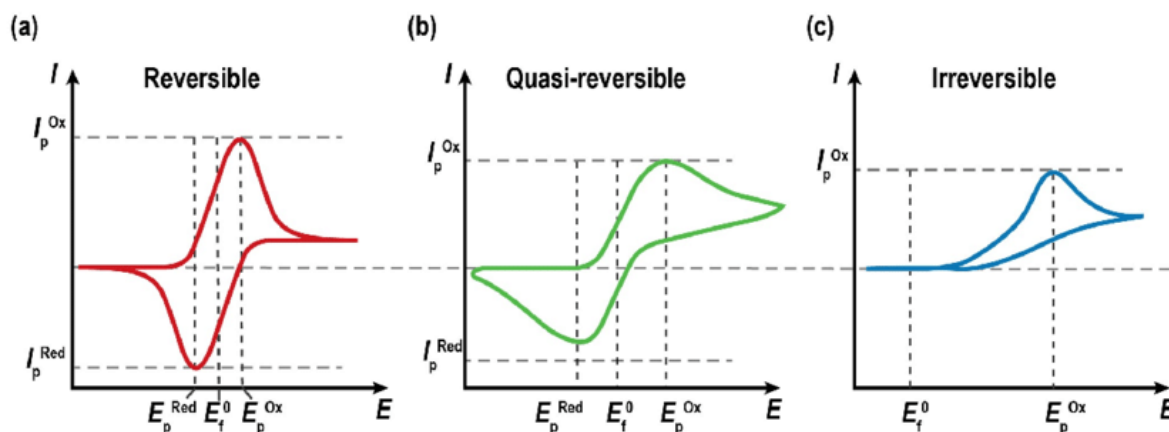 (a)
Reversible
I
I_p^Ox
I_p^Red
E_p^Red
E_f^0
E_p^Ox
E
(b)
Quasi-reversible
I
I_p^Ox
I_p^Red
E_p^Red
E_f^0
E_p^Ox
E
(c)
Irreversible
I
I_p^Ox
E_f^0
E_p^Ox
E